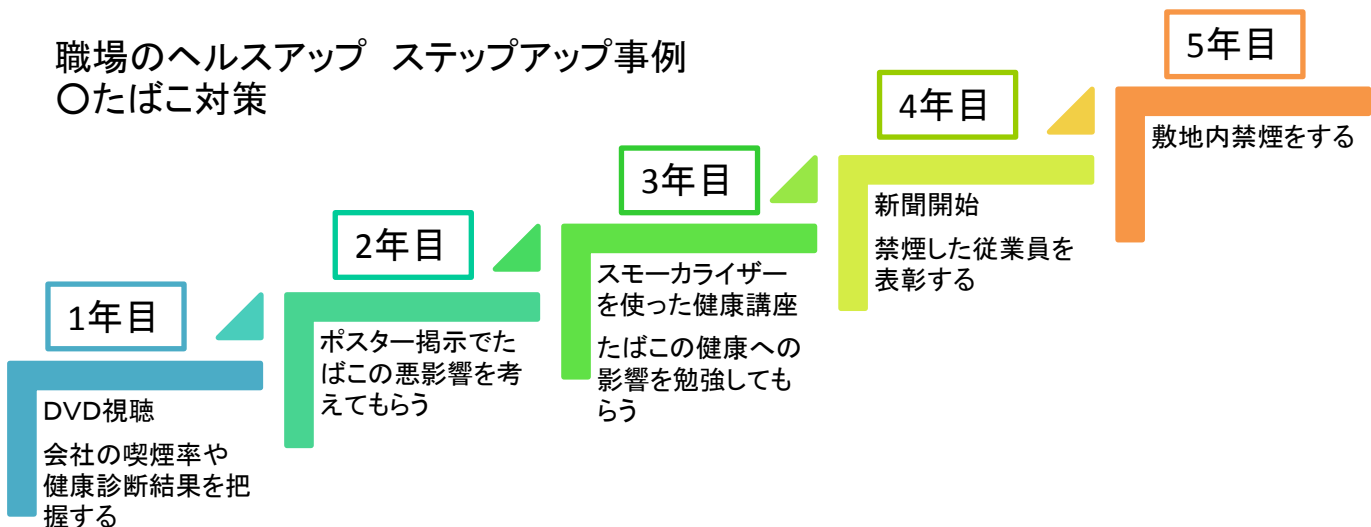 職場のヘルスアップ　ステップアップ事例
〇たばこ対策
1年目
DVD視聴
会社の喫煙率や
健康診断結果を把
握する
2年目
ポスター掲示でた
ばこの悪影響を考
えてもらう
3年目
スモーカライザー
を使った健康講座
たばこの健康への
影響を勉強しても
らう
4年目
新聞開始
禁煙した従業員を
表彰する
5年目
敷地内禁煙をする